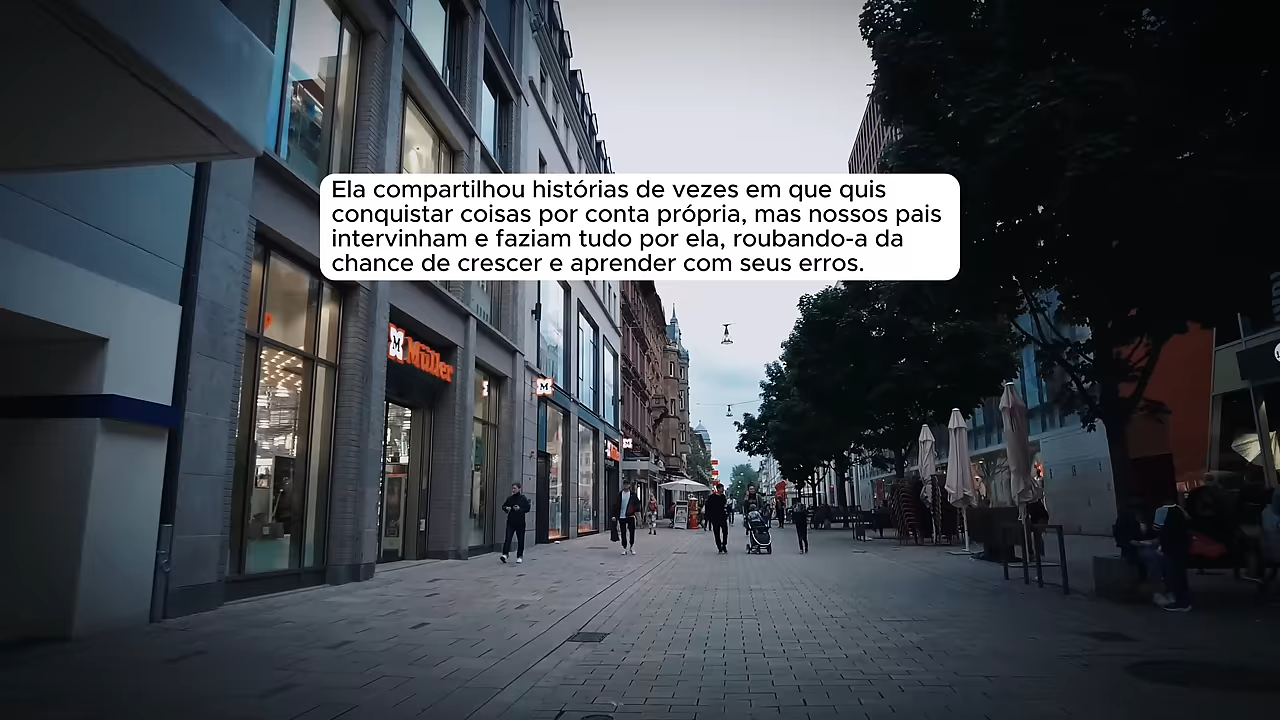 Ela compartilhou histórias de vezes em que quis
conquistar coisas por conta própria, mas nossos pais
intervinham e faziam tudo por ela, roubando-a da
chance de crescer e aprender com seus erros.
M Müller
M